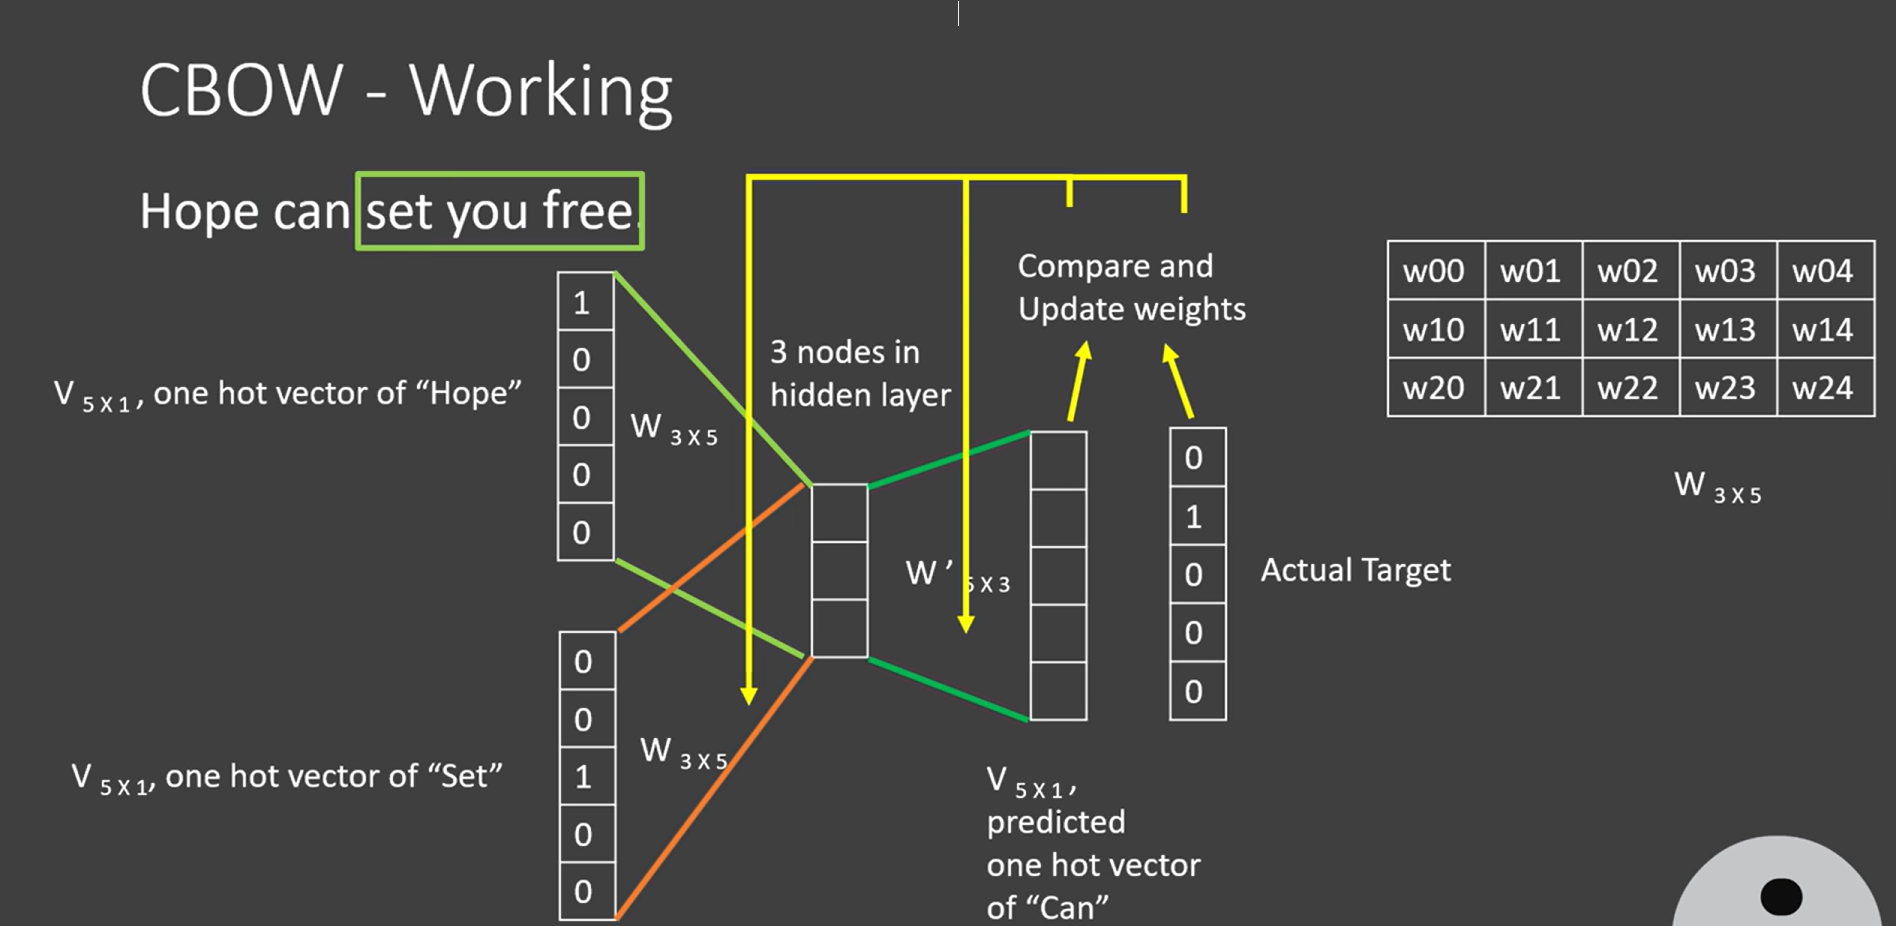 CBOW - Working
Hope can set you free.
1
0
0
0
0
V 5 X 1, one hot vector of “Hope”
W 3 X 5
3 nodes in
hidden layer
Compare and
Update weights
w00 w01 w02 w03 w04
w10 w11 w12 w13 w14
w20 w21 w22 w23 w24
W 3 X 5
W’ 5 X 3
0
1
0
0
0
Actual Target
0
0
1
0
0
V 5 X 1, one hot vector of “Set”
W 3 X 5
V 5 X 1,
predicted
one hot vector
of “Can”